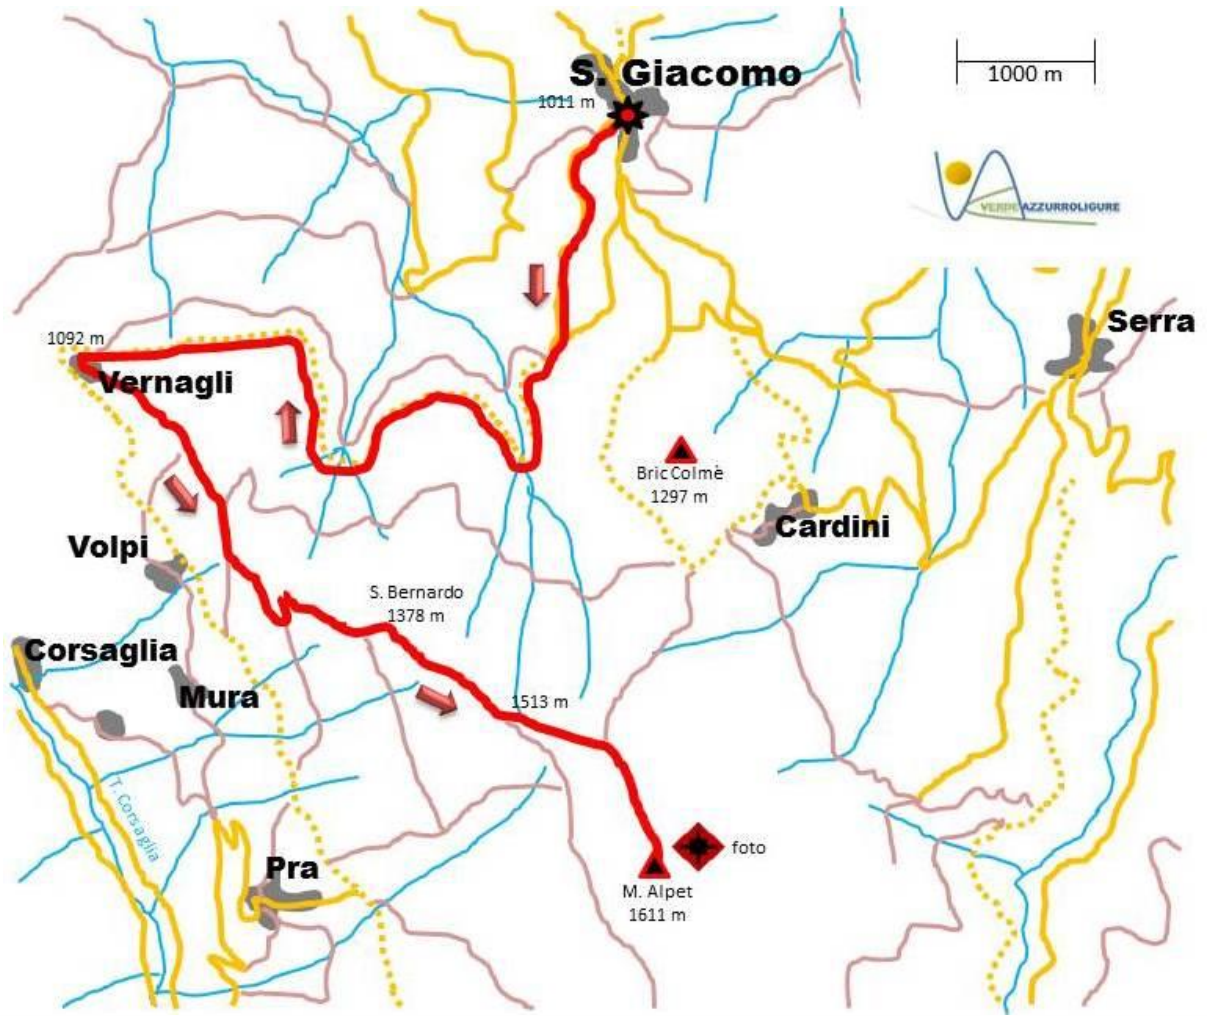 S. Giacomo
1011 m
1000 m
VERDEAZZURROLIGURE
Serra
1092 m
Vernagli
Bric Colmè
1297 m
Cardini
Volpi
S. Bernardo
1378 m
Corsaglia
Mura
1513 m
T. Corsaglia
foto
Pra
M. Alpet
1611 m